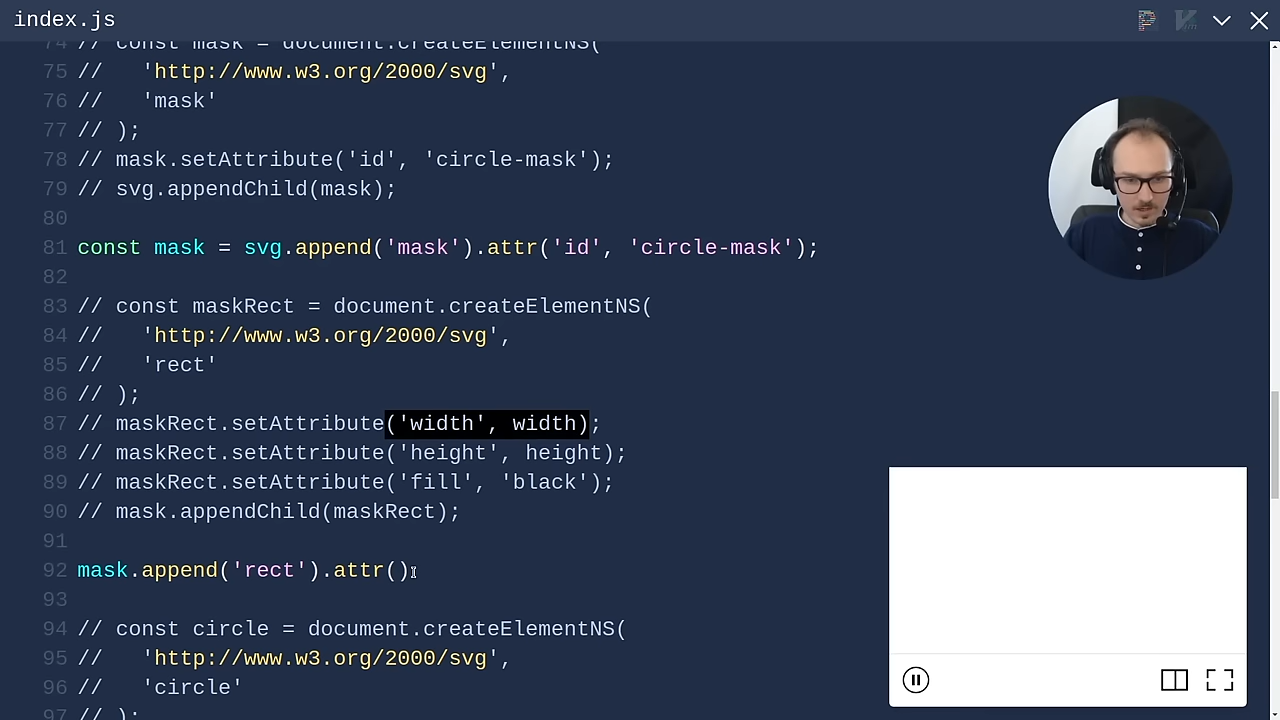 index.js
74 // const mask = document.createElementNS(
75 //   'http://www.w3.org/2000/svg',
76 //   'mask'
77 // );
78 // mask.setAttribute('id', 'circle-mask');
79 // svg.appendChild(mask);
80
81 const mask = svg.append('mask').attr('id', 'circle-mask');
82
83 // const maskRect = document.createElementNS(
84 //   'http://www.w3.org/2000/svg',
85 //   'rect'
86 // );
87 // maskRect.setAttribute('width', width);
88 // maskRect.setAttribute('height', height);
89 // maskRect.setAttribute('fill', 'black');
90 // mask.appendChild(maskRect);
91
92 mask.append('rect').attr()
93
94 // const circle = document.createElementNS(
95 //   'http://www.w3.org/2000/svg',
96 //   'circle'
97 // );